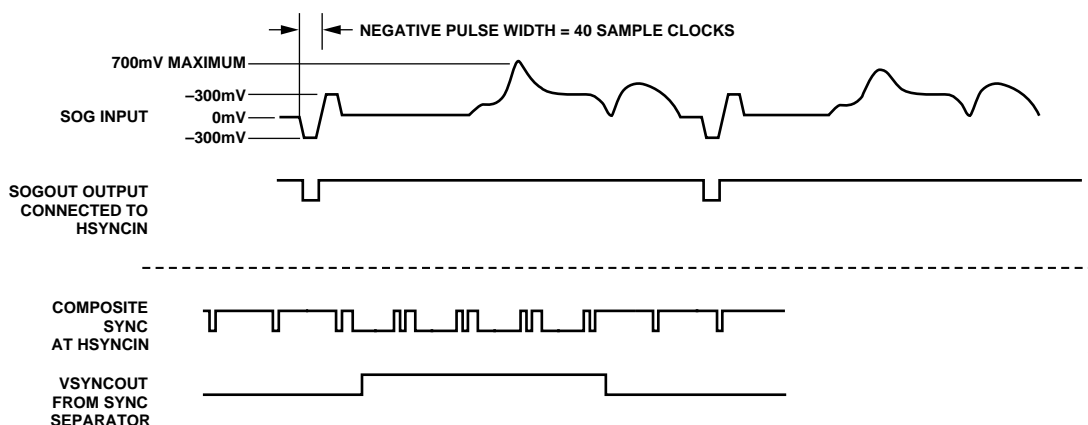 NEGATIVE PULSE WIDTH = 40 SAMPLE CLOCKS
700mV MAXIMUM
–300mV
SOG INPUT
0mV
–300mV
SOGOUT OUTPUT
CONNECTED TO
HSYNCIN
COMPOSITE
SYNC
AT HSYNCIN
VSYNCOUT
FROM SYNC
SEPARATOR